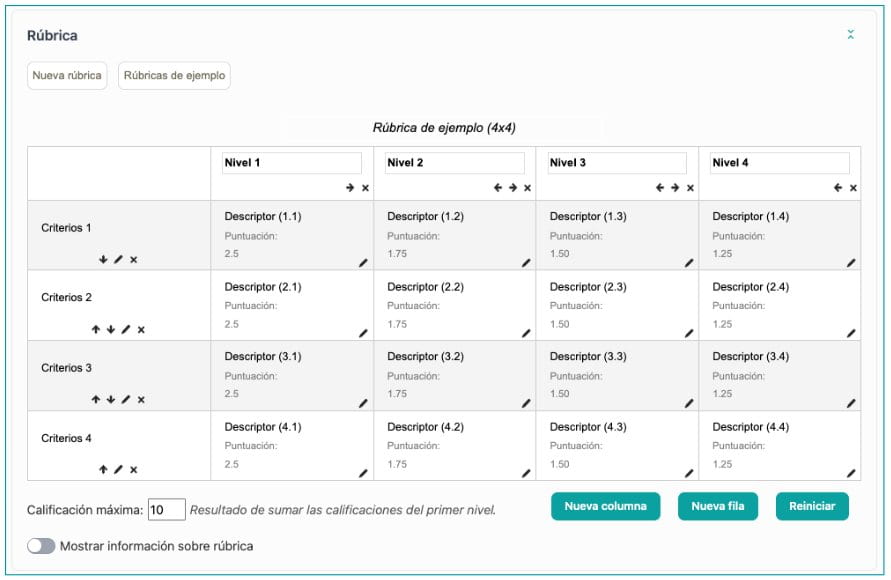 Rúbrica
Nueva rúbrica Rúbricas de ejemplo
Rúbrica de ejemplo (4x4)
Nivel 1 Nivel 2 Nivel 3 Nivel 4
Criterios 1
Descriptor (1.1) Descriptor (1.2) Descriptor (1.3) Descriptor (1.4)
Puntuación: Puntuación: Puntuación: Puntuación:
2.5 1.75 1.50 1.25
Criterios 2
Descriptor (2.1) Descriptor (2.2) Descriptor (2.3) Descriptor (2.4)
Puntuación: Puntuación: Puntuación: Puntuación:
2.5 1.75 1.50 1.25
Criterios 3
Descriptor (3.1) Descriptor (3.2) Descriptor (3.3) Descriptor (3.4)
Puntuación: Puntuación: Puntuación: Puntuación:
2.5 1.75 1.50 1.25
Criterios 4
Descriptor (4.1) Descriptor (4.2) Descriptor (4.3) Descriptor (4.4)
Puntuación: Puntuación: Puntuación: Puntuación:
2.5 1.75 1.50 1.25
Calificación máxima: 10 Resultado de sumar las calificaciones del primer nivel. Nueva columna Nueva fila Reiniciar
Mostrar información sobre rúbrica